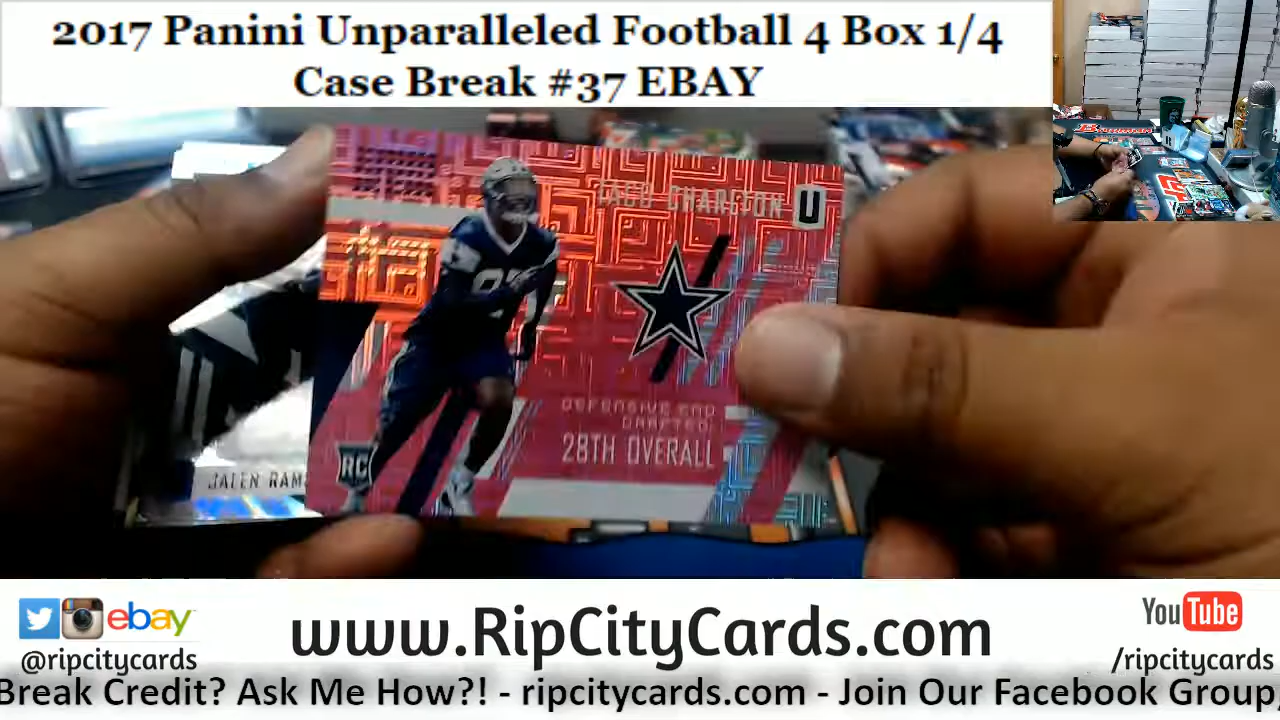 2017 Panini Unparalleled Football 4 Box 1/4
Case Break #37 EBAY
TACO CHARLTON U
DEFENSIVE END
DRAFTED:
28TH OVERALL
RC
JALEN RAMS
ebay
@ripcitycards
www.RipCityCards.com
YouTube
/ripcitycards
Break Credit? Ask Me How?! - ripcitycards.com - Join Our Facebook Group,